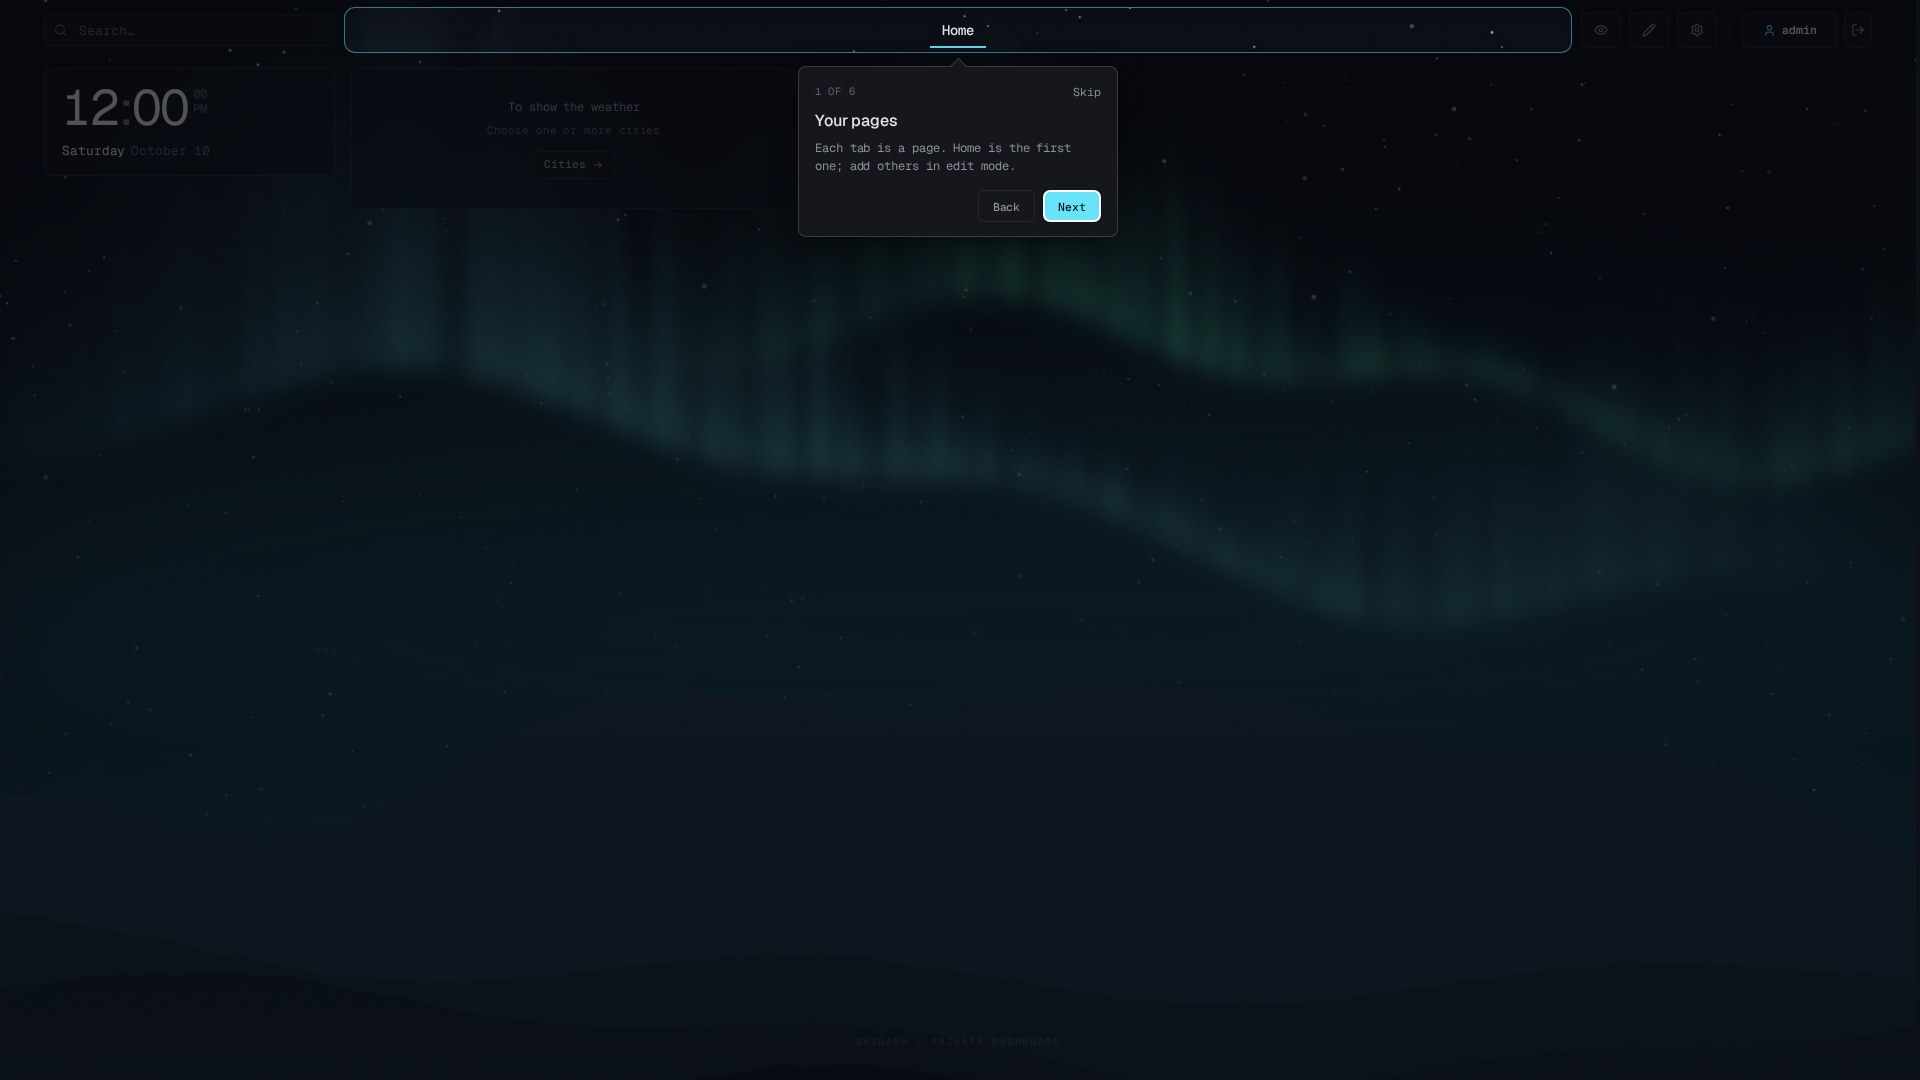 Search…
Home
admin
12:00
00
PM
Saturday October 10
To show the weather
Choose one or more cities
Cities →
1 OF 6
Skip
Your pages
Each tab is a page. Home is the first
one; add others in edit mode.
Back
Next
NASDASH — PRIVATE DASHBOARD